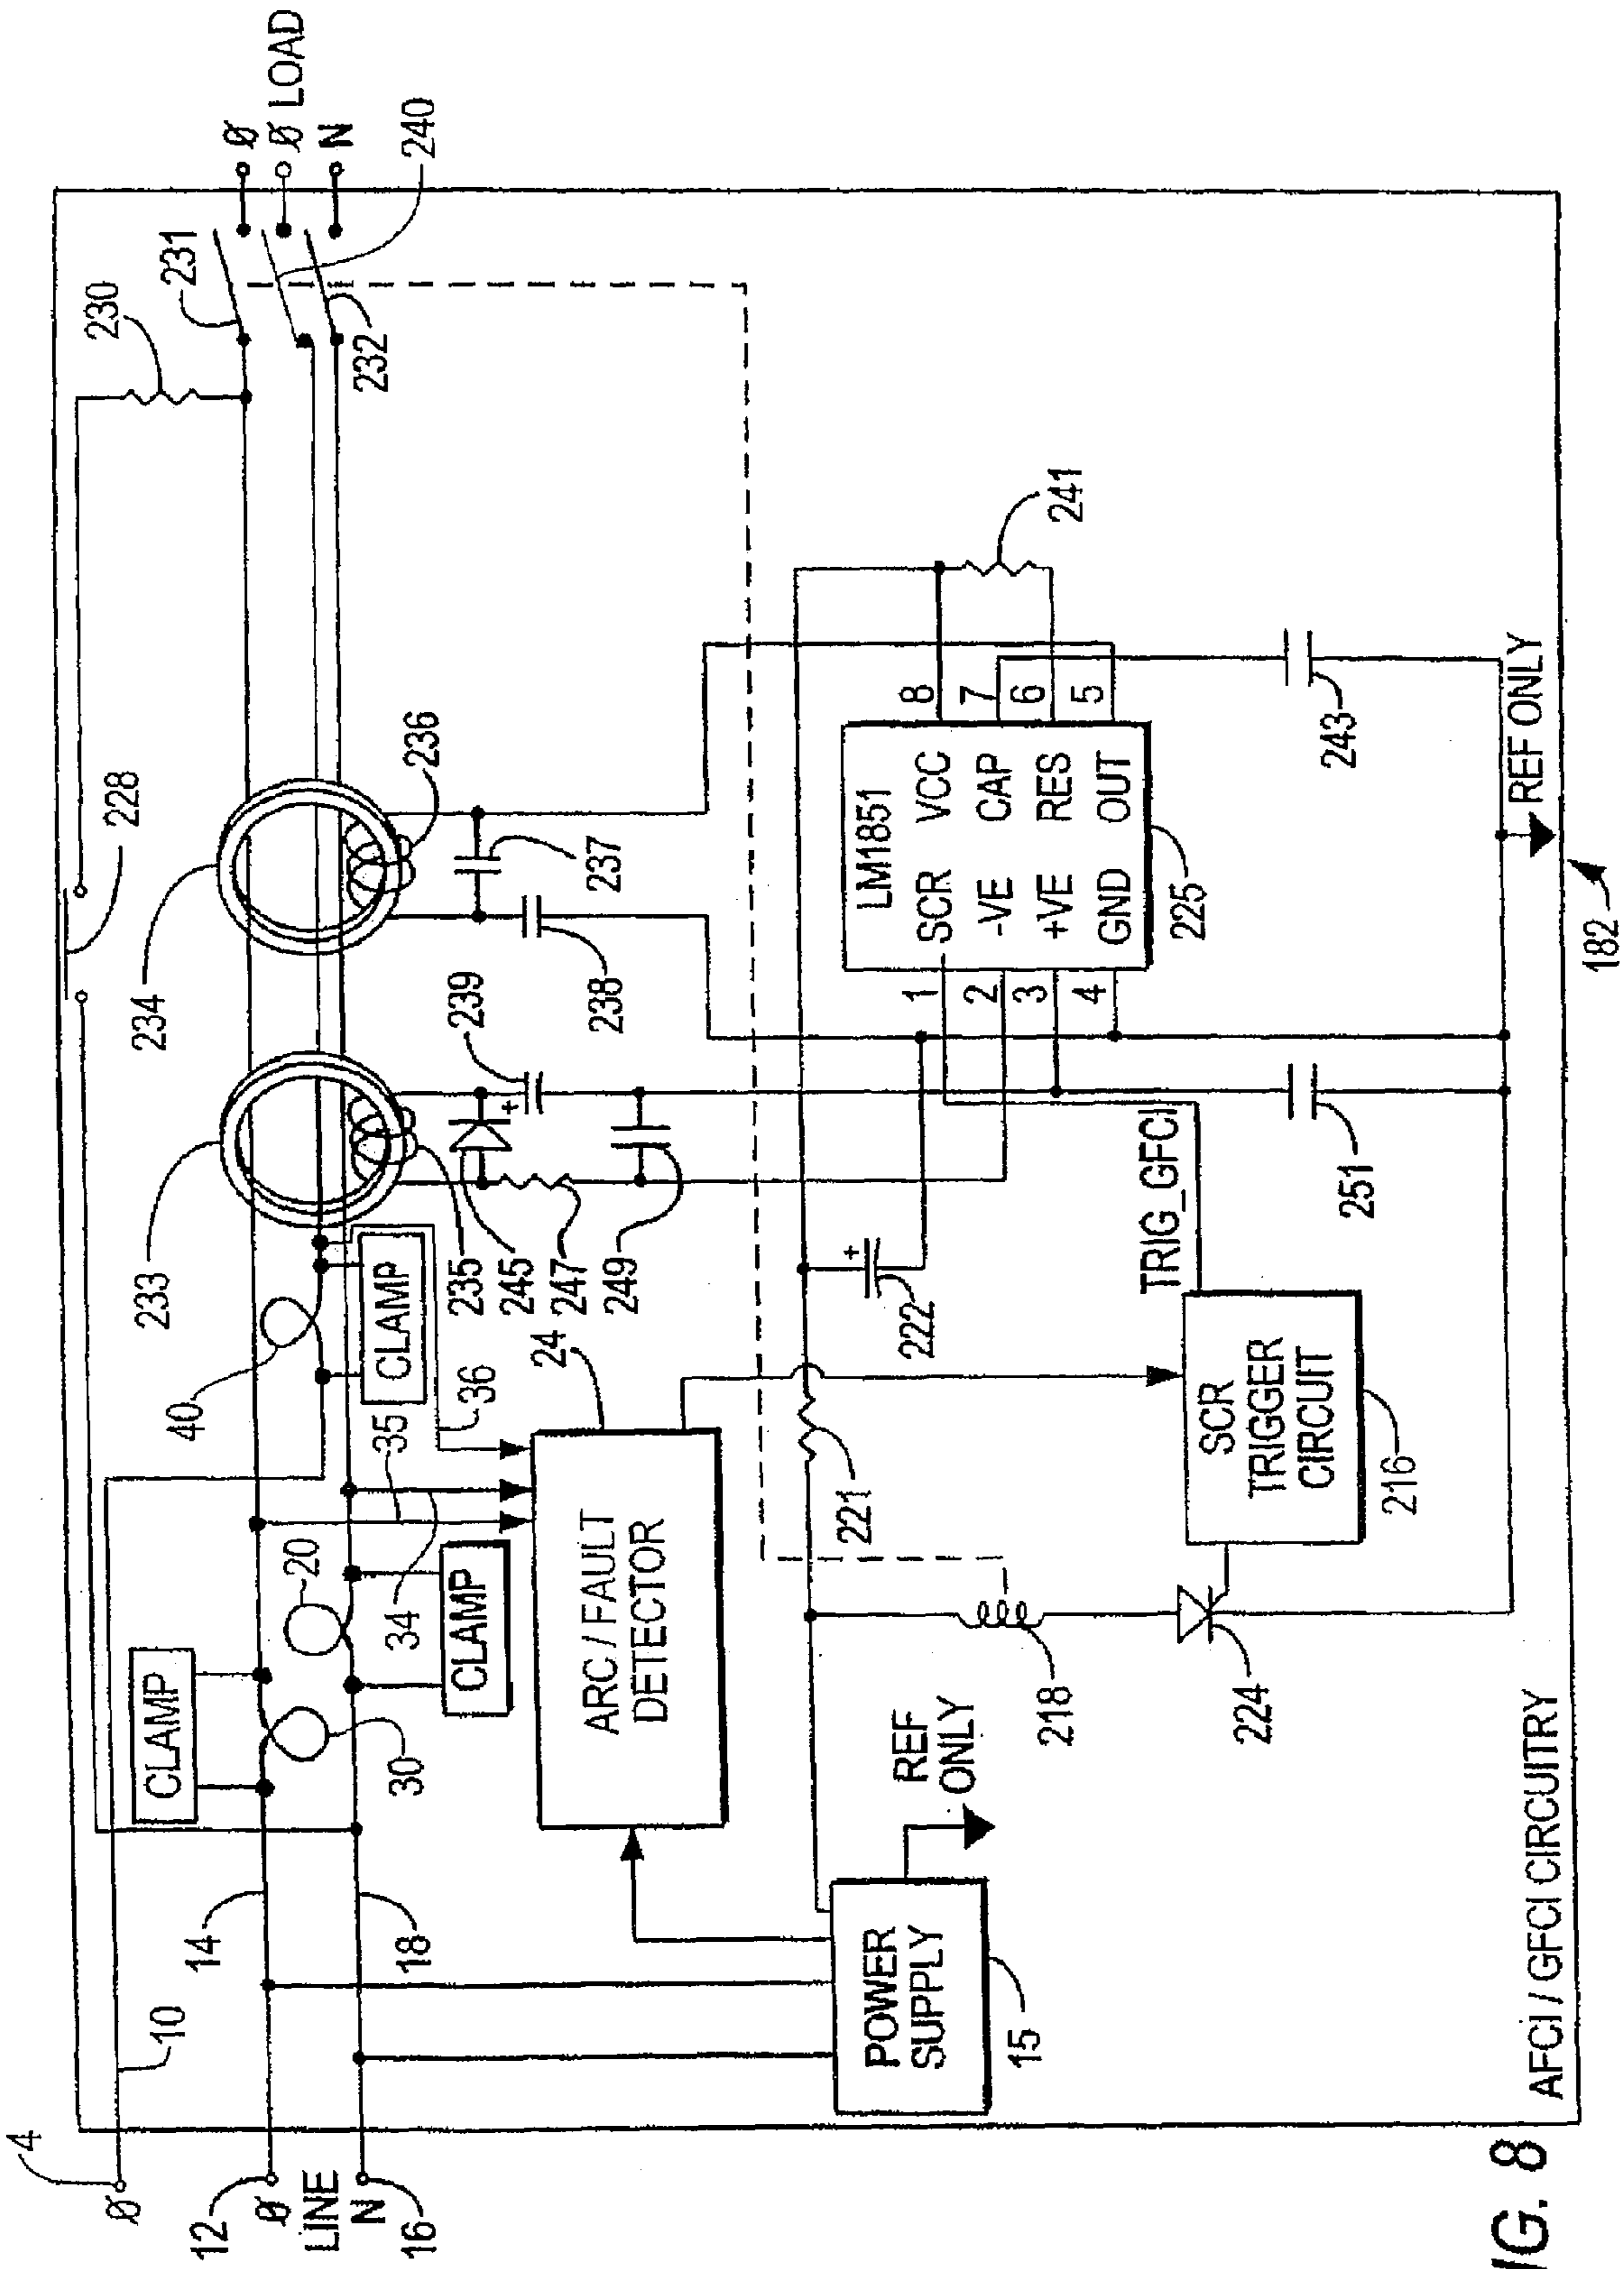 4
Ø
10
12
Ø
LINE
N
16
14
18
CLAMP
30
20
CLAMP
34
35
36
40
CLAMP
233
234
228
230
231
232
240
Ø
Ø LOAD
N
235
245
247
249
239
238
237
236
24
ARC / FAULT
DETECTOR
POWER
SUPPLY
15
REF
ONLY
218
224
221
+
222
+
SCR
TRIGGER
CIRCUIT
216
TRIG_GFCI
251
LM1851
SCR VCC
-VE CAP
+VE RES
GND OUT
1
2
3
4
8
7
6
5
225
241
243
REF ONLY
182
AFCI / GFCI CIRCUITRY
IG. 8